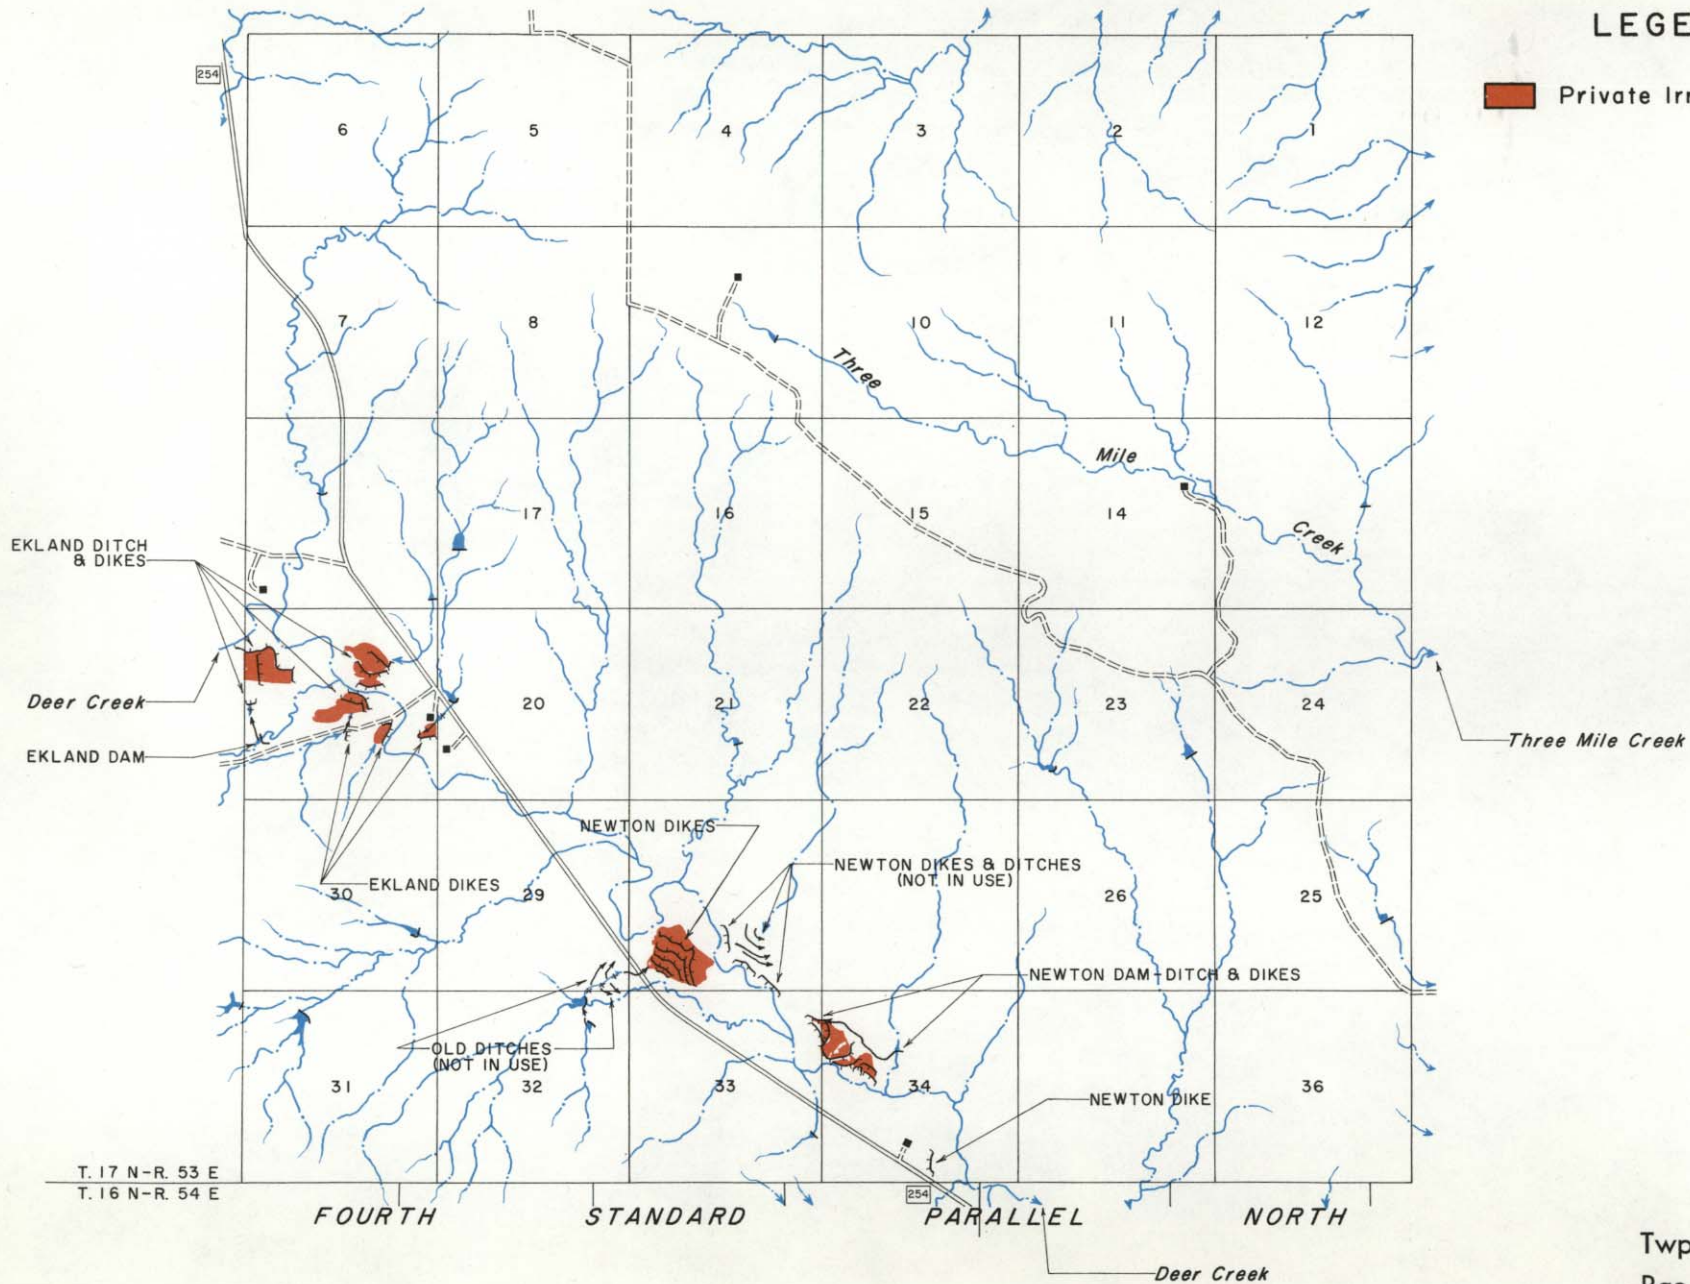 LEGE
Private Irr
254
6
5
4
3
2
1
7
8
10
11
12
Three
Mile
Creek
17
16
15
14
EKLAND DITCH
& DIKES
Deer Creek
EKLAND DAM
20
21
22
23
24
Three Mile Creek
NEWTON DIKES
NEWTON DIKES & DITCHES
(NOT IN USE)
EKLAND DIKES
30
29
26
25
NEWTON DAM-DITCH & DIKES
OLD DITCHES
(NOT IN USE)
31
32
33
34
36
NEWTON DIKE
T. 17 N-R. 53 E
T. 16 N-R. 54 E
254
FOURTH STANDARD PARALLEL NORTH
Deer Creek
Twp